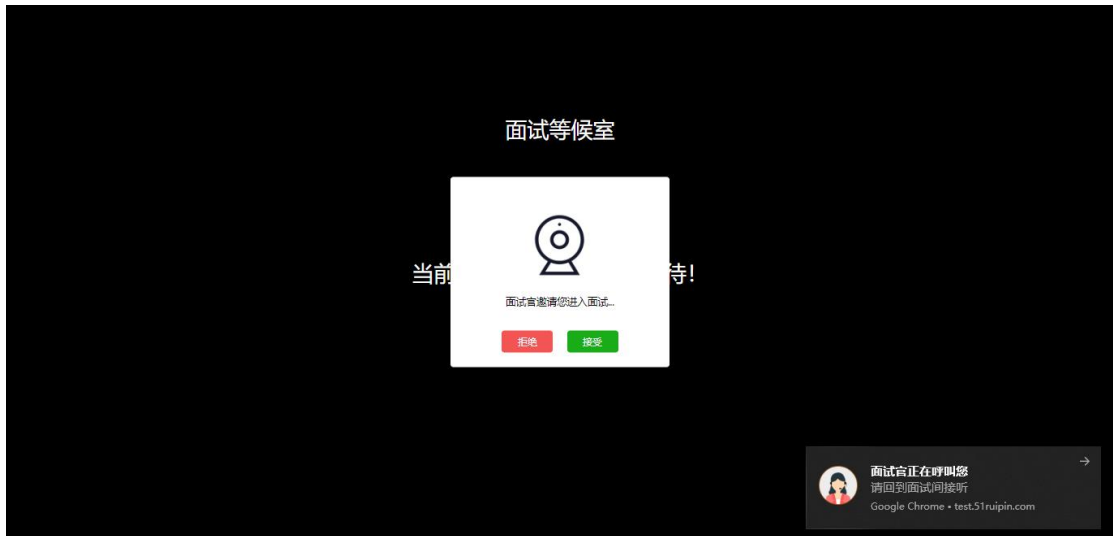 面试等候室
当前
待！
面试官邀请您进入面试...
拒绝
接受
面试官正在呼叫您
请回到面试间接听
Google Chrome • test.51ruipin.com